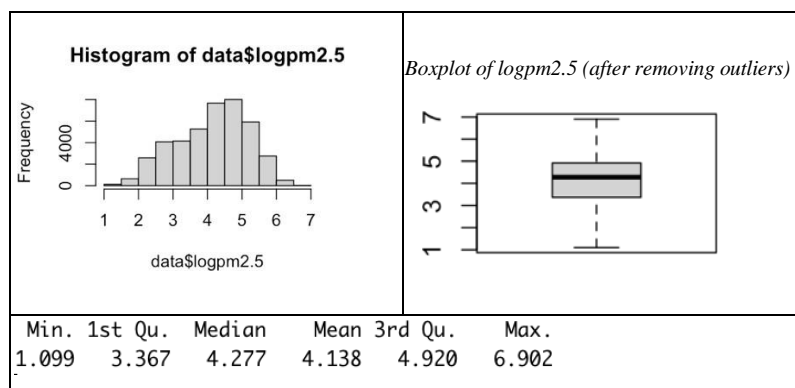 Histogram of data$logpm2.5
Frequency
0 4000
1 2 3 4 5 6 7
data$logpm2.5
Boxplot of logpm2.5 (after removing outliers)
7
5
3
1
Min. 1st Qu. Median Mean 3rd Qu. Max.
1.099 3.367 4.277 4.138 4.920 6.902